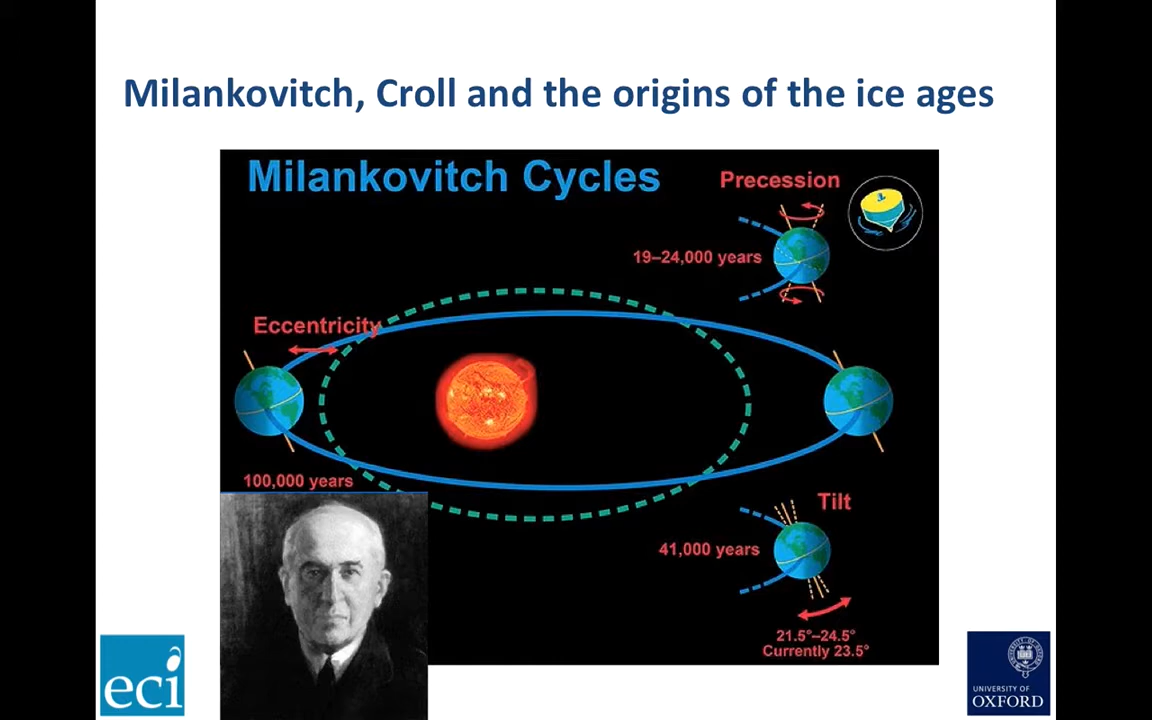 Milankovitch, Croll and the origins of the ice ages
Milankovitch Cycles
Precession
19–24,000 years
Eccentricity
100,000 years
Tilt
41,000 years
21.5°–24.5°
Currently 23.5°
eci
UNIVERSITY OF
OXFORD